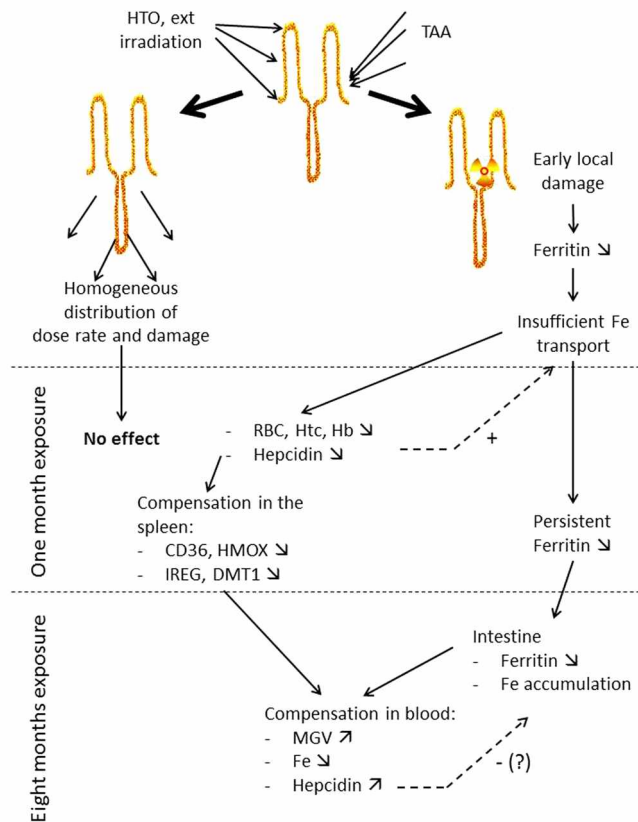 HTO, ext
irradiation
TAA
Early local
damage
Ferritin ↘
Homogeneous
distribution of
dose rate and damage
Insufficient Fe
transport
One month exposure
No effect
- RBC, Htc, Hb ↘
- Hepcidin ↘
+
Compensation in the
spleen:
- CD36, HMOX ↘
- IREG, DMT1 ↘
Persistent
Ferritin ↘
Eight months exposure
Intestine
- Ferritin ↘
- Fe accumulation
Compensation in blood:
- MGV ↗
- Fe ↘
- Hepcidin ↗
- (?)